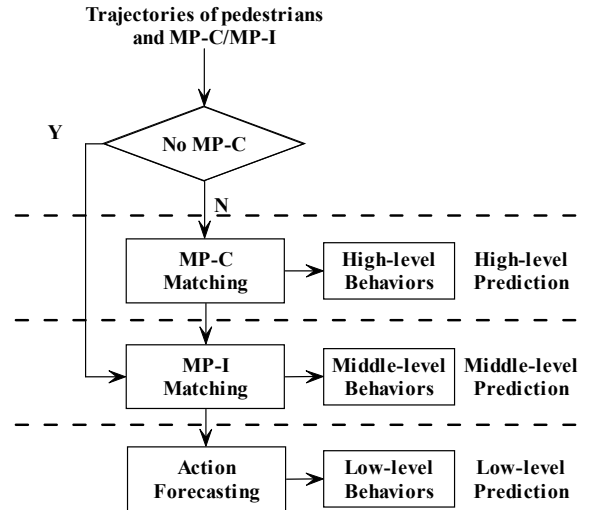 Trajectories of pedestrians
and MP-C/MP-I
Y
No MP-C
N
MP-C
Matching
High-level
Behaviors
High-level
Prediction
MP-I
Matching
Middle-level
Behaviors
Middle-level
Prediction
Action
Forecasting
Low-level
Behaviors
Low-level
Prediction